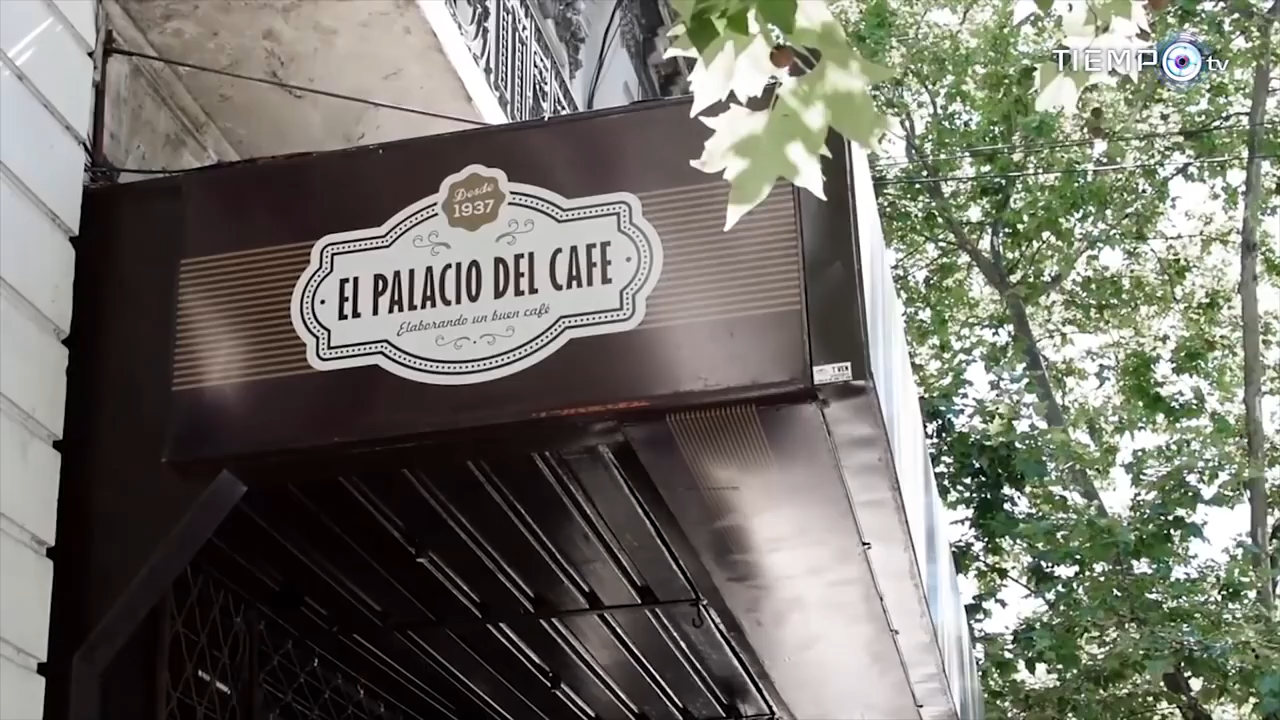 TIEMPO tv
Desde
1937
EL PALACIO DEL CAFE
Elaborando un buen café